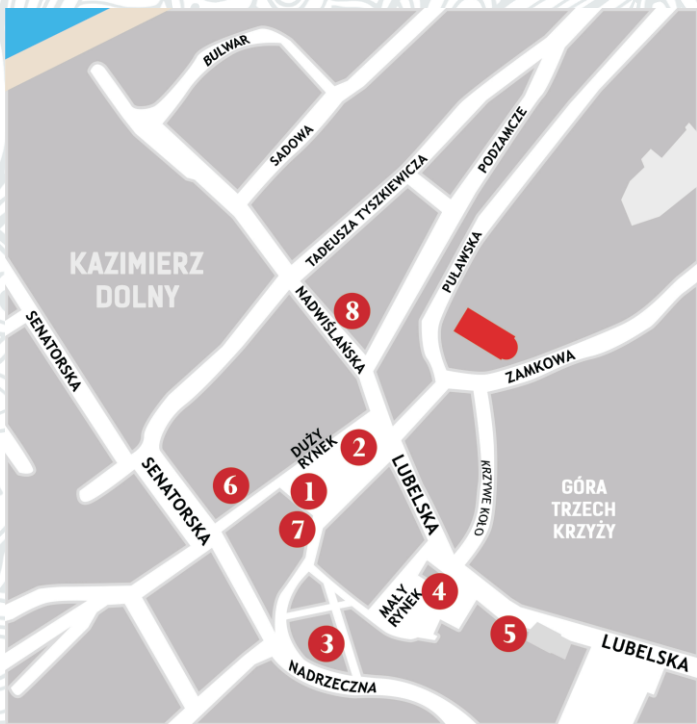 BULWAR
SADOWA
PODZAMCZE
TADEUSZA TYSZKIEWICZA
KAZIMIERZ
DOLNY
PUŁAWSKA
NADWIŚLAŃSKA
8
SENATORSKA
ZAMKOWA
DUŻY
RYNEK
2
SENATORSKA
6
1
LUBELSKA
KRZYWE KOŁO
GÓRA
TRZECH
KRZYŻY
7
MAŁY
RYNEK
4
5
3
NADRZECZNA
LUBELSKA